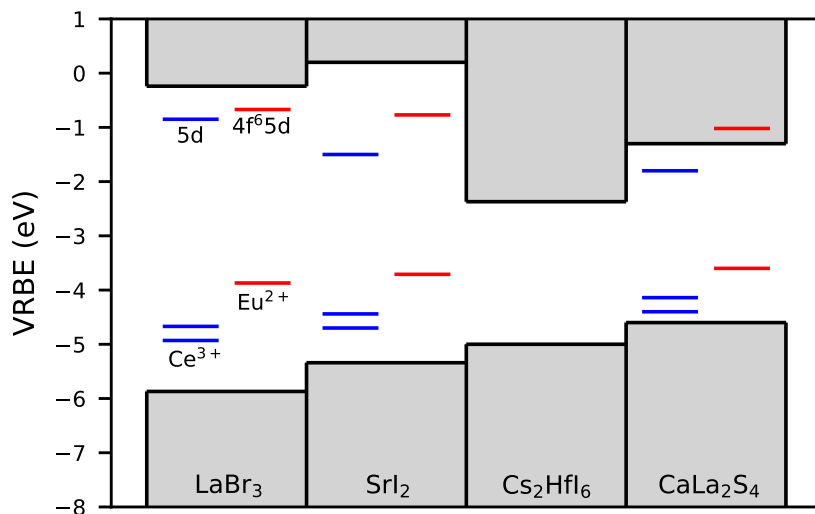 VRBE (eV)
1
0
−1
−2
−3
−4
−5
−6
−7
−8
5d
4f⁶5d
Eu²⁺
Ce³⁺
LaBr₃
SrI₂
Cs₂HfI₆
CaLa₂S₄